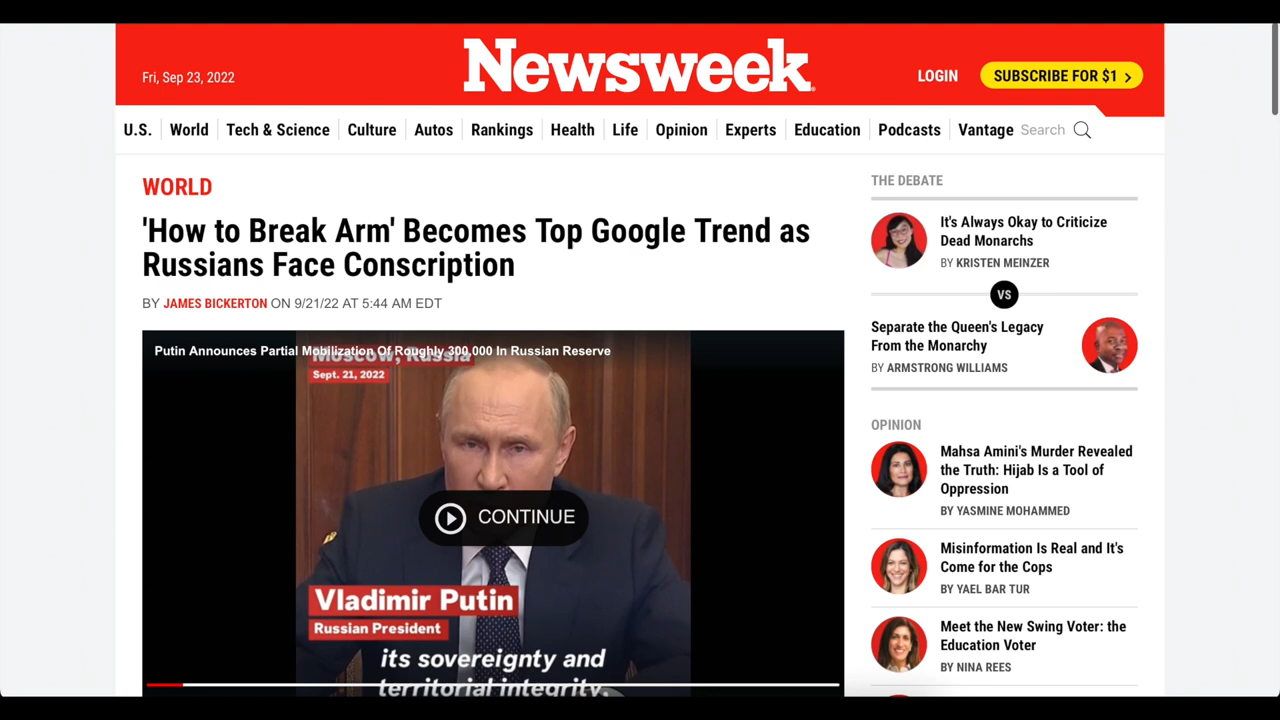 Fri, Sep 23, 2022
Newsweek
LOGIN
SUBSCRIBE FOR $1
U.S.
World
Tech & Science
Culture
Autos
Rankings
Health
Life
Opinion
Experts
Education
Podcasts
Vantage
Search
WORLD
'How to Break Arm' Becomes Top Google Trend as
Russians Face Conscription
BY JAMES BICKERTON ON 9/21/22 AT 5:44 AM EDT
Putin Announces Partial Mobilization Of Roughly 300,000 In Russian Reserve
Moscow, Russia
Sept. 21, 2022
CONTINUE
Vladimir Putin
Russian President
its sovereignty and
territorial integrity,
THE DEBATE
It's Always Okay to Criticize
Dead Monarchs
BY KRISTEN MEINZER
VS
Separate the Queen's Legacy
From the Monarchy
BY ARMSTRONG WILLIAMS
OPINION
Mahsa Amini's Murder Revealed
the Truth: Hijab Is a Tool of
Oppression
BY YASMINE MOHAMMED
Misinformation Is Real and It's
Come for the Cops
BY YAEL BAR TUR
Meet the New Swing Voter: the
Education Voter
BY NINA REES